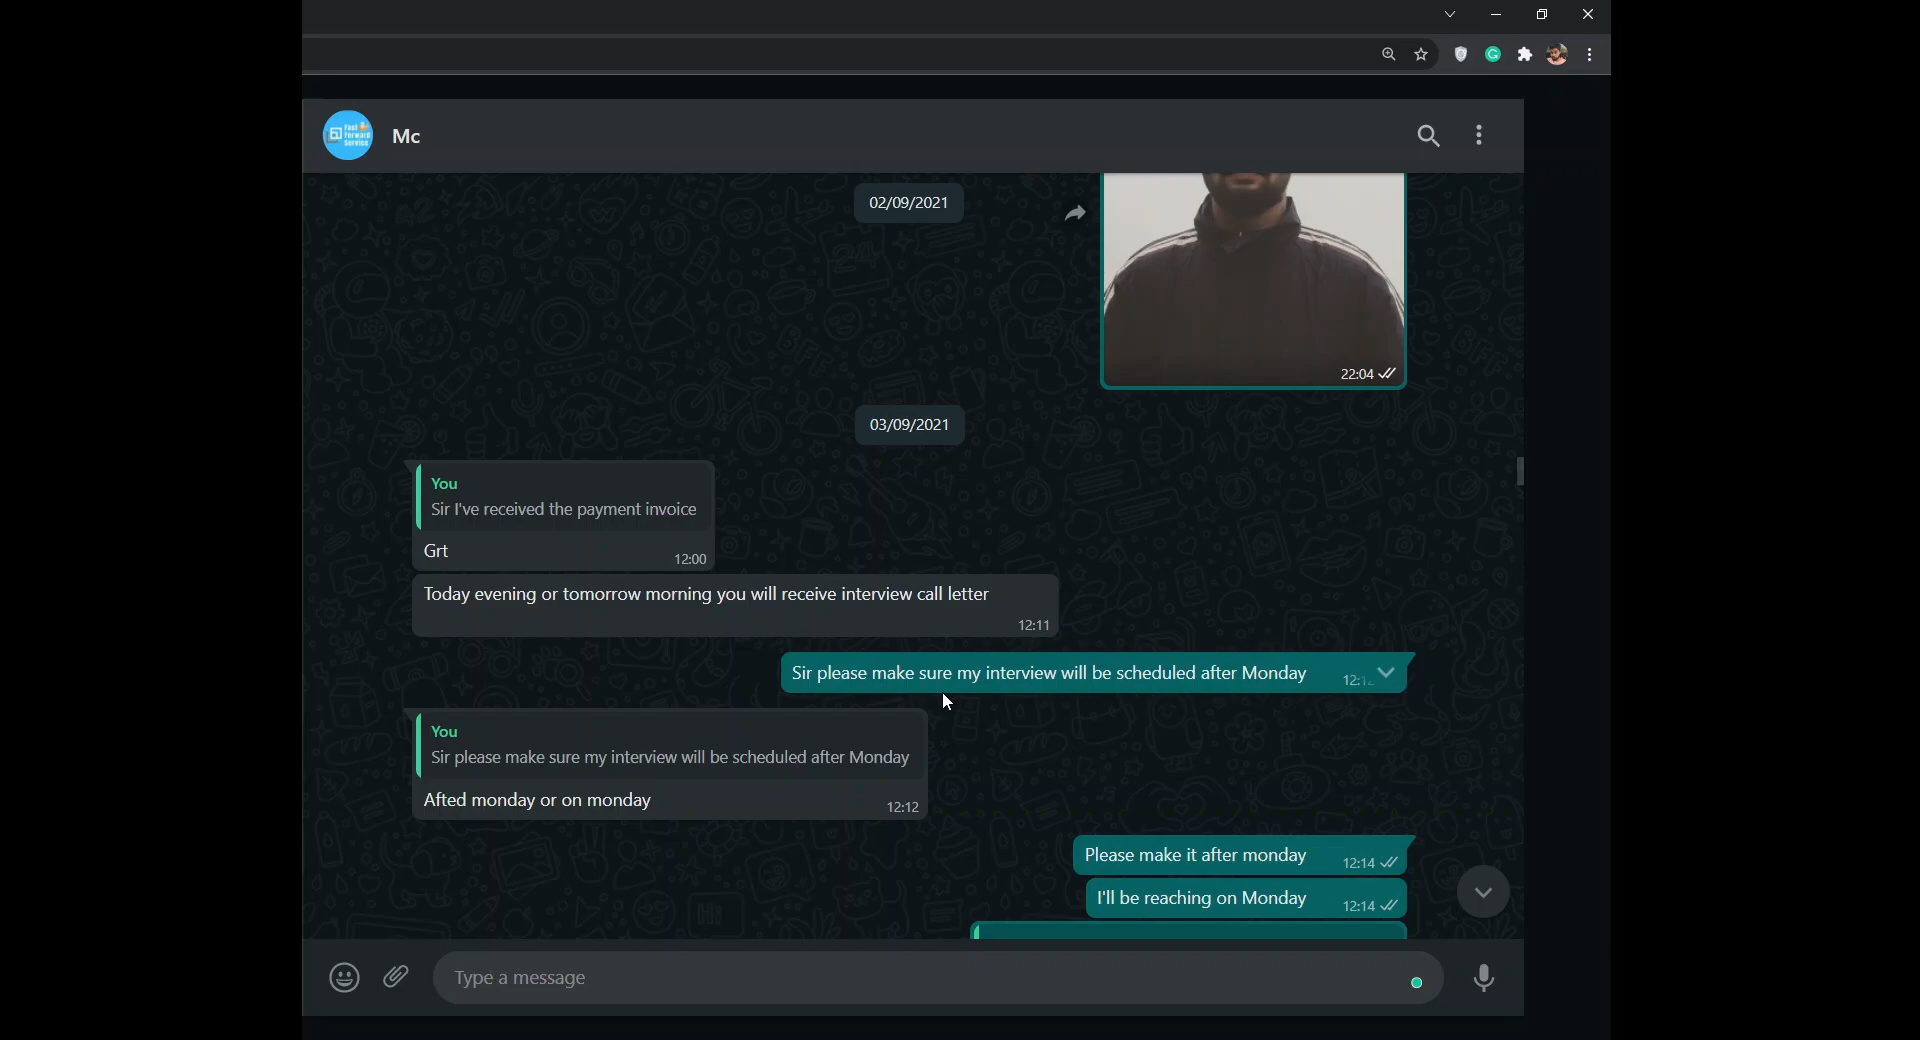 Fast
Forward
Service
Mc
02/09/2021
22:04
03/09/2021
You
Sir I've received the payment invoice
Grt
12:00
Today evening or tomorrow morning you will receive interview call letter
12:11
Sir please make sure my interview will be scheduled after Monday
You
Sir please make sure my interview will be scheduled after Monday
Afted monday or on monday
12:12
Please make it after monday
12:14
I'll be reaching on Monday
12:14
Type a message